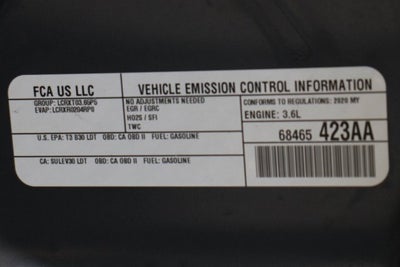 FCA US LLC
VEHICLE EMISSION CONTROL INFORMATION
GROUP: LCRXT03.65PS
EVAP: LCRXR0204RP0
NO ADJUSTMENTS NEEDED
EGR / EGRC
HO2S / SFI
TWC
CONFORMS TO REGULATIONS: 2020 MY
ENGINE: 3.6L
U.S. EPA: T3 B30 LDT OBD: CA OBD II FUEL: GASOLINE
68465 423AA
CA: SULEV30 LDT OBD: CA OBD II FUEL: GASOLINE